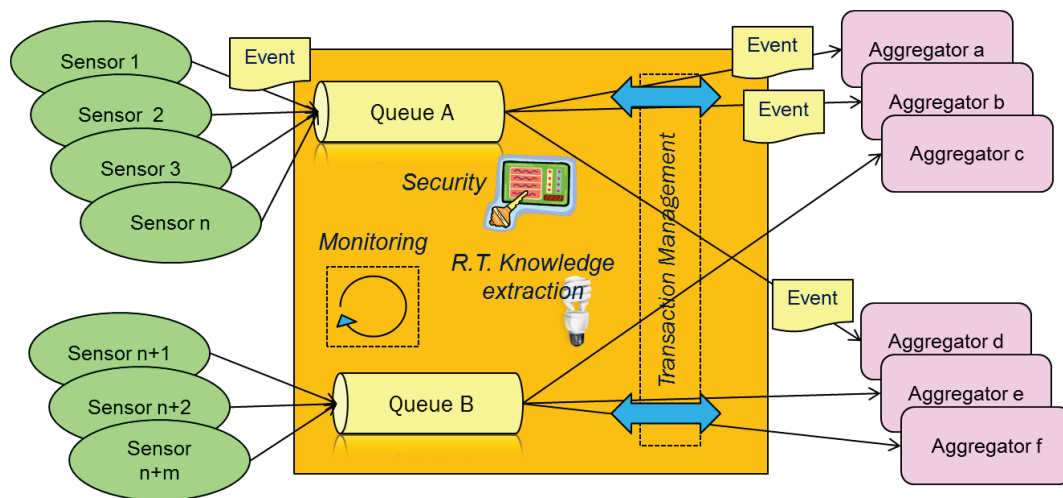 Sensor 1
Sensor 2
Sensor 3
Sensor n
Event
Queue A
Security
Monitoring
R.T. Knowledge
extraction
Transaction Management
Event
Event
Aggregator a
Aggregator b
Aggregator c
Sensor n+1
Sensor n+2
Sensor
n+m
Queue B
Event
Aggregator d
Aggregator e
Aggregator f